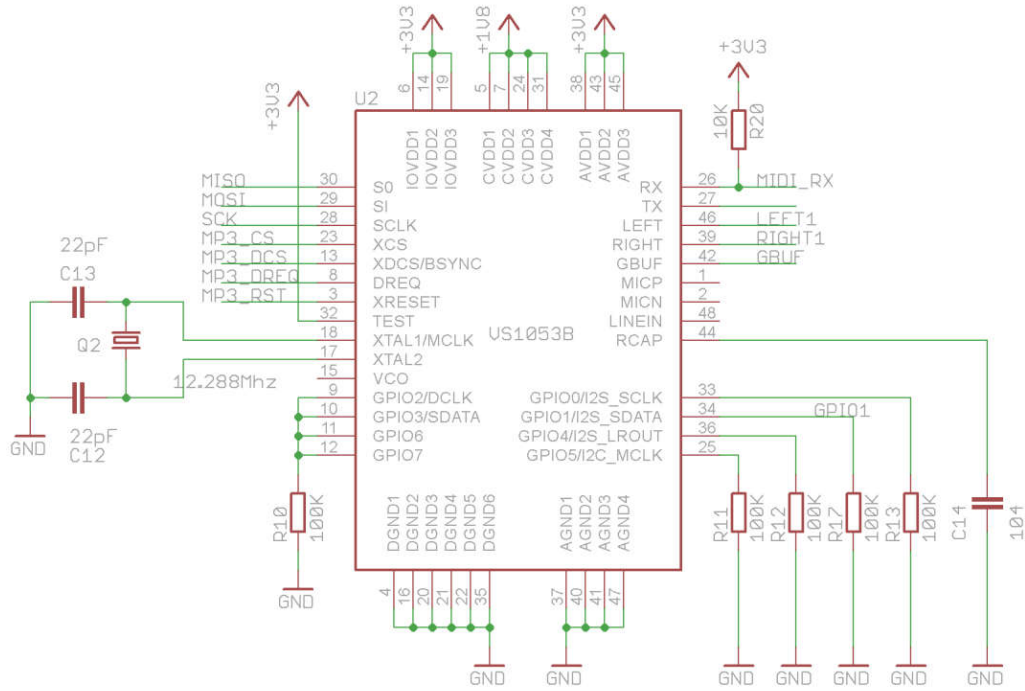 +3V3
+1V8
+3V3
+3V3
+3V3
6
14
19
5
7
24
31
38
43
45
U2
10K
R20
IOVDD1
IOVDD2
IOVDD3
CVDD1
CVDD2
CVDD3
CVDD4
AVDD1
AVDD2
AVDD3
MISO 30 S0
MOSI 29 SI
SCK 28 SCLK
MP3_CS 23 XCS
MP3_DCS 13 XDCS/BSYNC
MP3_DREQ 8 DREQ
MP3_RST 3 XRESET
32 TEST
18 XTAL1/MCLK
17 XTAL2
15 VCO
9 GPIO2/DCLK
10 GPIO3/SDATA
11 GPIO6
12 GPIO7
RX 26 MIDI_RX
TX 27
LEFT 46 LEFT1
RIGHT 39 RIGHT1
GBUF 42 GBUF
MICP 1
MICN 2
LINEIN 48
RCAP 44
VS1053B
GPIO0/I2S_SCLK 33
GPIO1/I2S_SDATA 34 GPIO1
GPIO4/I2S_LROUT 36
GPIO5/I2C_MCLK 25
22pF
C13
Q2
12.288Mhz
22pF
C12
GND
R10
100K
GND
DGND1
DGND2
DGND3
DGND4
DGND5
DGND6
AGND1
AGND2
AGND3
AGND4
4
16
20
21
22
35
37
40
41
47
GND
GND
R11
100K
R12
100K
R17
100K
R13
100K
C14
104
GND
GND
GND
GND
GND